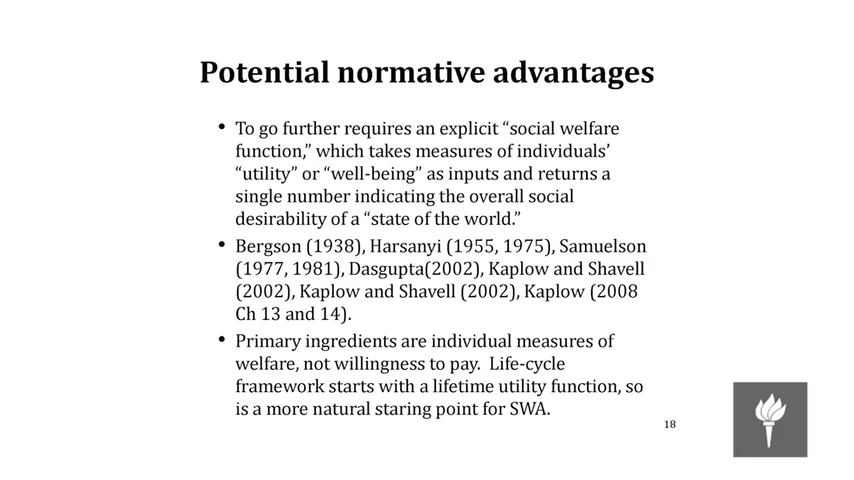 Potential normative advantages
• To go further requires an explicit “social welfare
function,” which takes measures of individuals’
“utility” or “well-being” as inputs and returns a
single number indicating the overall social
desirability of a “state of the world.”
• Bergson (1938), Harsanyi (1955, 1975), Samuelson
(1977, 1981), Dasgupta(2002), Kaplow and Shavell
(2002), Kaplow and Shavell (2002), Kaplow (2008
Ch 13 and 14).
• Primary ingredients are individual measures of
welfare, not willingness to pay.  Life-cycle
framework starts with a lifetime utility function, so
is a more natural staring point for SWA.
18